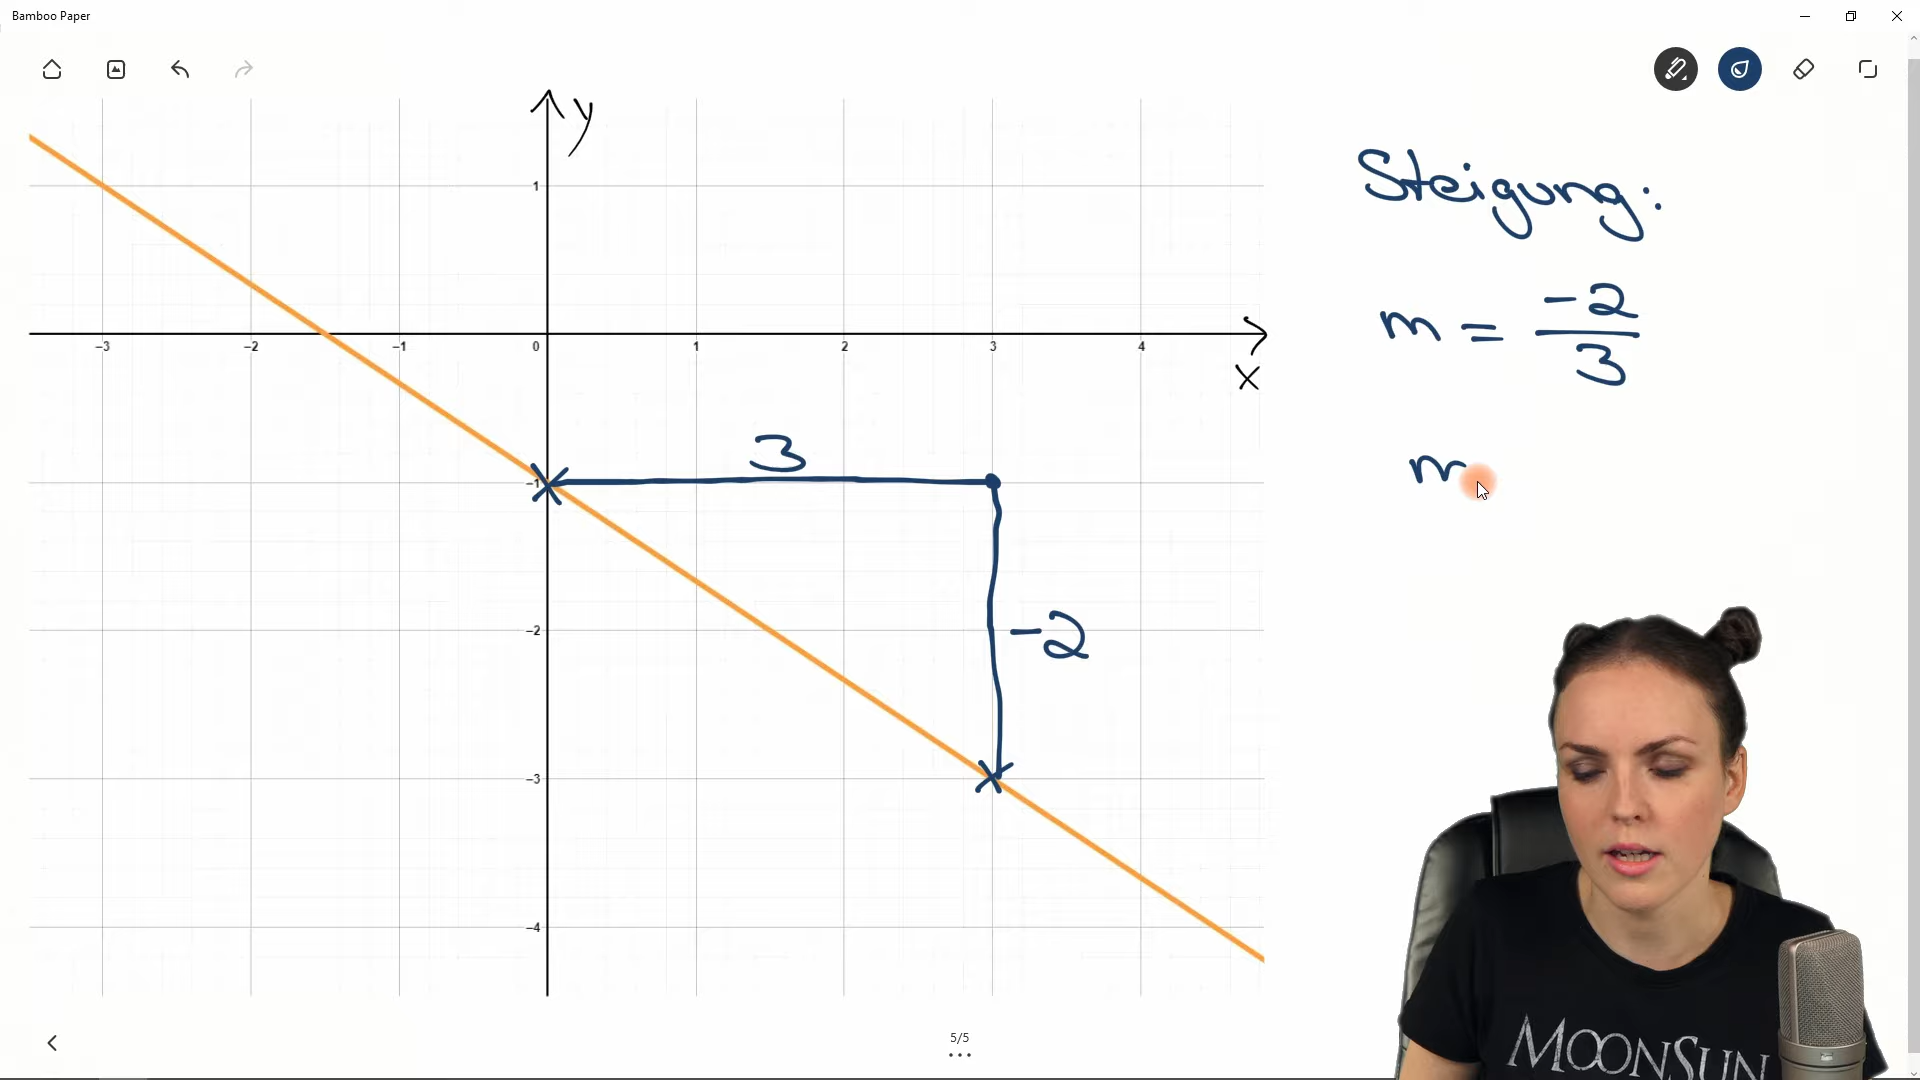 Bamboo Paper
y
1
-3 -2 -1 0 1 2 3 4
x
3
-1
-2
-2
-3
-4
Steigung:
m = -2/3
m
5/5
MOONSUN